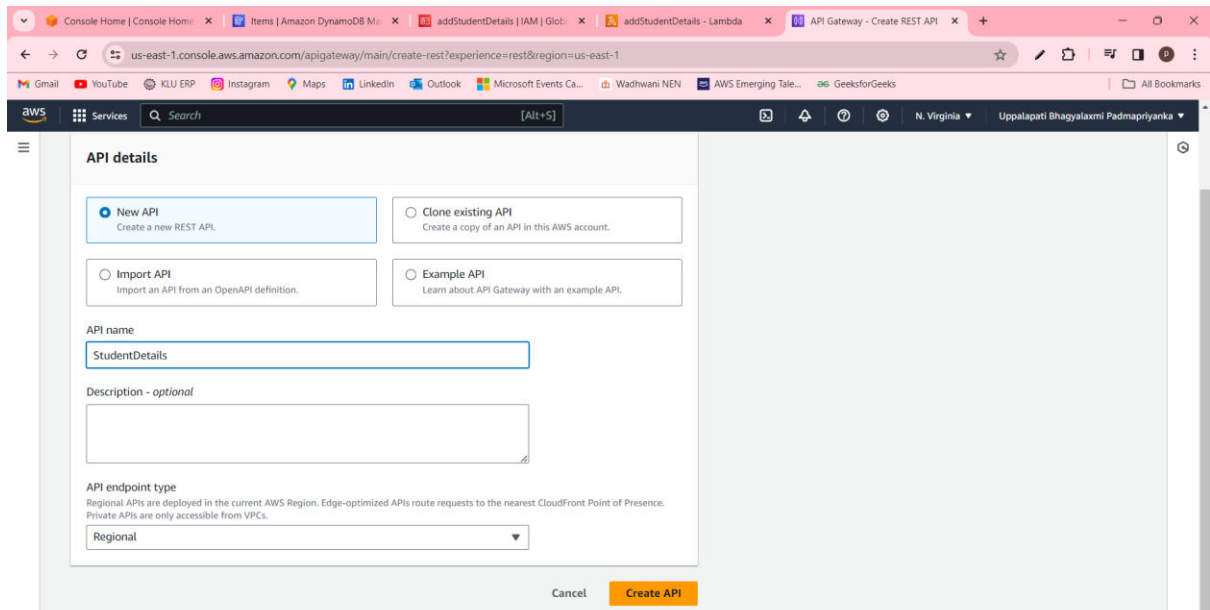 Console Home | Console Home
Items | Amazon DynamoDB Ma
addStudentDetails | IAM | Globa
addStudentDetails - Lambda
API Gateway - Create REST API
us-east-1.console.aws.amazon.com/apigateway/main/create-rest?experience=rest&region=us-east-1
P
Gmail YouTube KLU ERP Instagram Maps LinkedIn Outlook Microsoft Events Ca... Wadhwani NEN AWS Emerging Tale... GeeksforGeeks All Bookmarks
aws Services Search [Alt+S] N. Virginia Uppalapati Bhagyalaxmi Padmapriyanka
API details
New API
Create a new REST API.
Clone existing API
Create a copy of an API in this AWS account.
Import API
Import an API from an OpenAPI definition.
Example API
Learn about API Gateway with an example API.
API name
StudentDetails
Description - optional
API endpoint type
Regional APIs are deployed in the current AWS Region. Edge-optimized APIs route requests to the nearest CloudFront Point of Presence.
Private APIs are only accessible from VPCs.
Regional
Cancel Create API